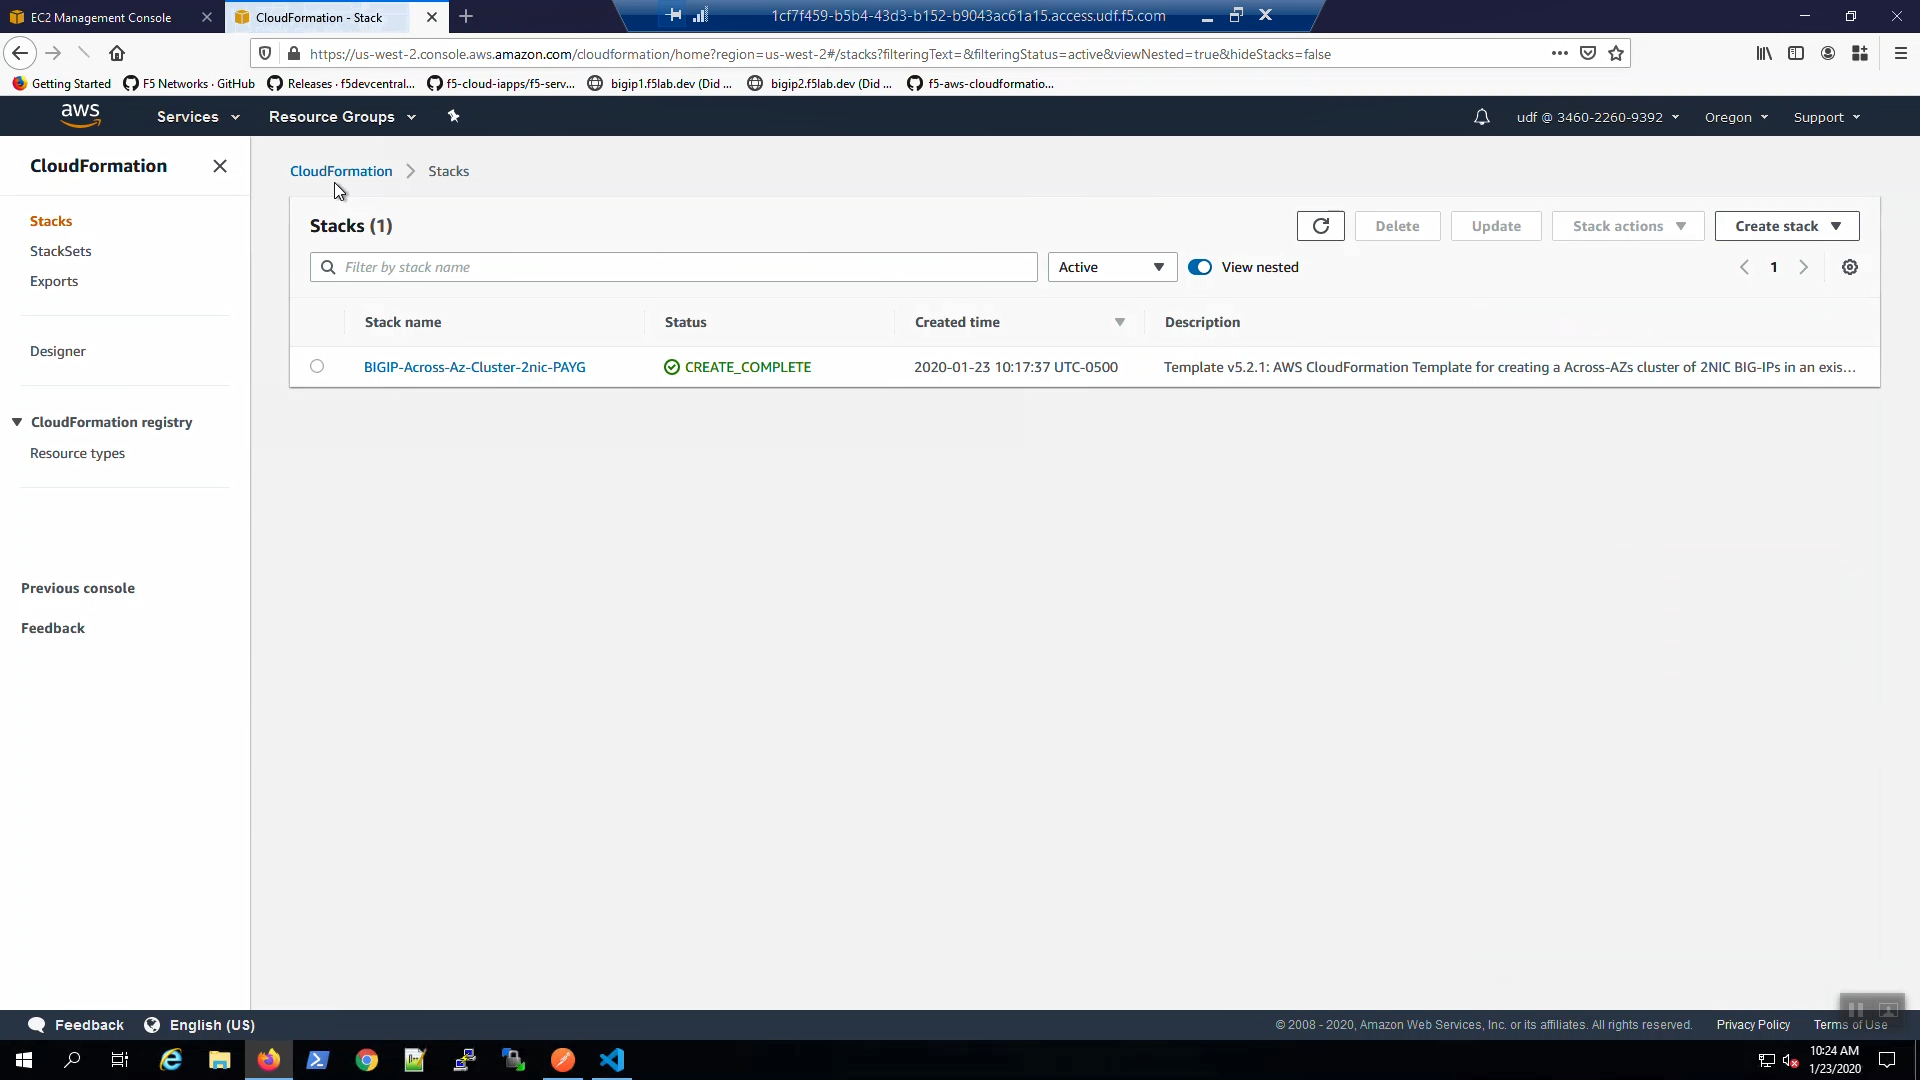 EC2 Management Console
CloudFormation - Stack
1cf7f459-b5b4-43d3-b152-b9043ac61a15.access.udf.f5.com
https://us-west-2.console.aws.amazon.com/cloudformation/home?region=us-west-2#/stacks?filteringText=&filteringStatus=active&viewNested=true&hideStacks=false
Getting Started
F5 Networks · GitHub
Releases · f5devcentral...
f5-cloud-iapps/f5-serv...
bigip1.f5lab.dev (Did ...
bigip2.f5lab.dev (Did ...
f5-aws-cloudformatio...
aws
Services
Resource Groups
udf @ 3460-2260-9392
Oregon
Support
CloudFormation
Stacks
StackSets
Exports
Designer
CloudFormation registry
Resource types
Previous console
Feedback
CloudFormation
Stacks
Stacks (1)
Delete
Update
Stack actions
Create stack
Filter by stack name
Active
View nested
1
Stack name
Status
Created time
Description
BIGIP-Across-Az-Cluster-2nic-PAYG
CREATE_COMPLETE
2020-01-23 10:17:37 UTC-0500
Template v5.2.1: AWS CloudFormation Template for creating a Across-AZs cluster of 2NIC BIG-IPs in an exis...
Feedback
English (US)
© 2008 - 2020, Amazon Web Services, Inc. or its affiliates. All rights reserved.
Privacy Policy
Terms of Use
10:24 AM
1/23/2020